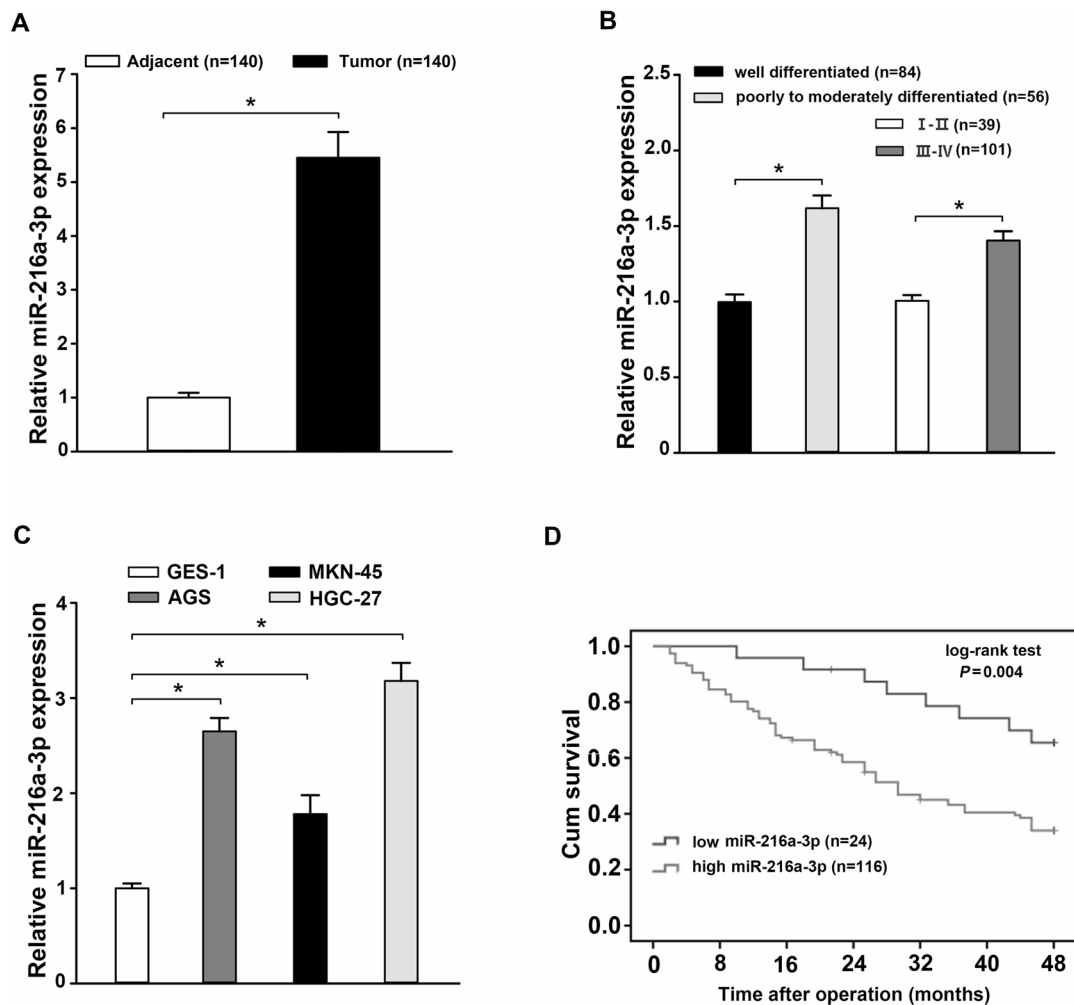 A
Adjacent (n=140)
Tumor (n=140)
Relative miR-216a-3p expression
7
6
5
4
3
2
1
0
*
B
well differentiated (n=84)
poorly to moderately differentiated (n=56)
Ⅰ-Ⅱ (n=39)
Ⅲ-Ⅳ (n=101)
Relative miR-216a-3p expression
2.5
2.0
1.5
1.0
0.5
0
*
*
C
GES-1
MKN-45
AGS
HGC-27
Relative miR-216a-3p expression
4
3
2
1
0
*
*
*
D
log-rank test
P=0.004
Cum survival
1.0
0.8
0.6
0.4
0.2
0.0
low miR-216a-3p (n=24)
high miR-216a-3p (n=116)
0 8 16 24 32 40 48
Time after operation (months)